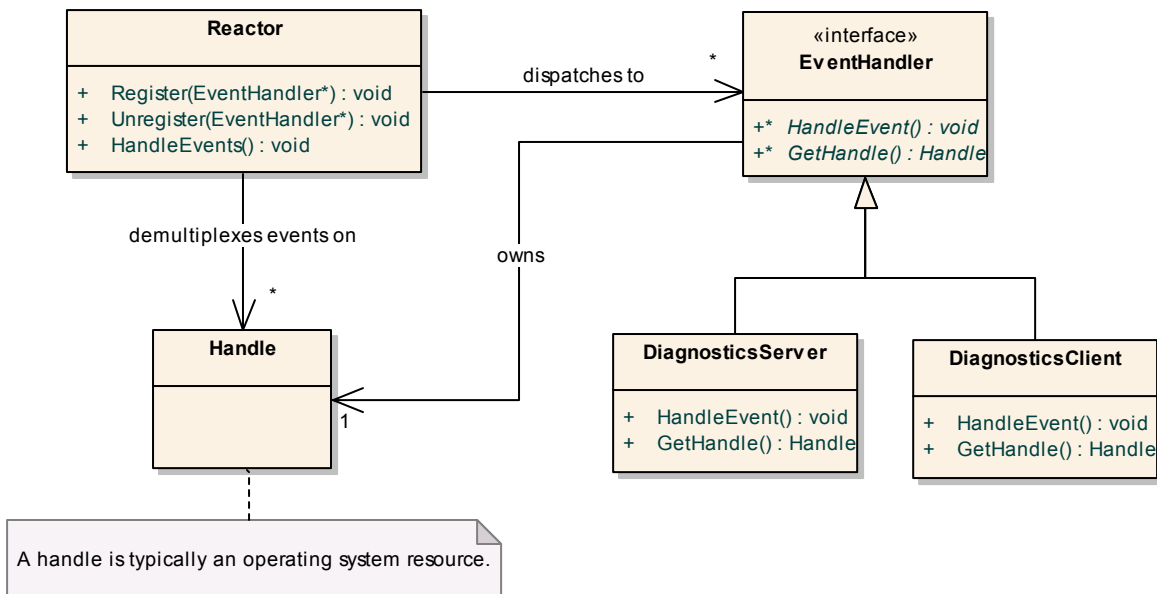 Reactor
+ Register(EventHandler*) : void
+ Unregister(EventHandler*) : void
+ HandleEvents() : void
dispatches to
*
«interface»
EventHandler
+* HandleEvent() : void
+* GetHandle() : Handle
demultiplexes events on
*
owns
1
Handle
DiagnosticsServer
+ HandleEvent() : void
+ GetHandle() : Handle
DiagnosticsClient
+ HandleEvent() : void
+ GetHandle() : Handle
A handle is typically an operating system resource.